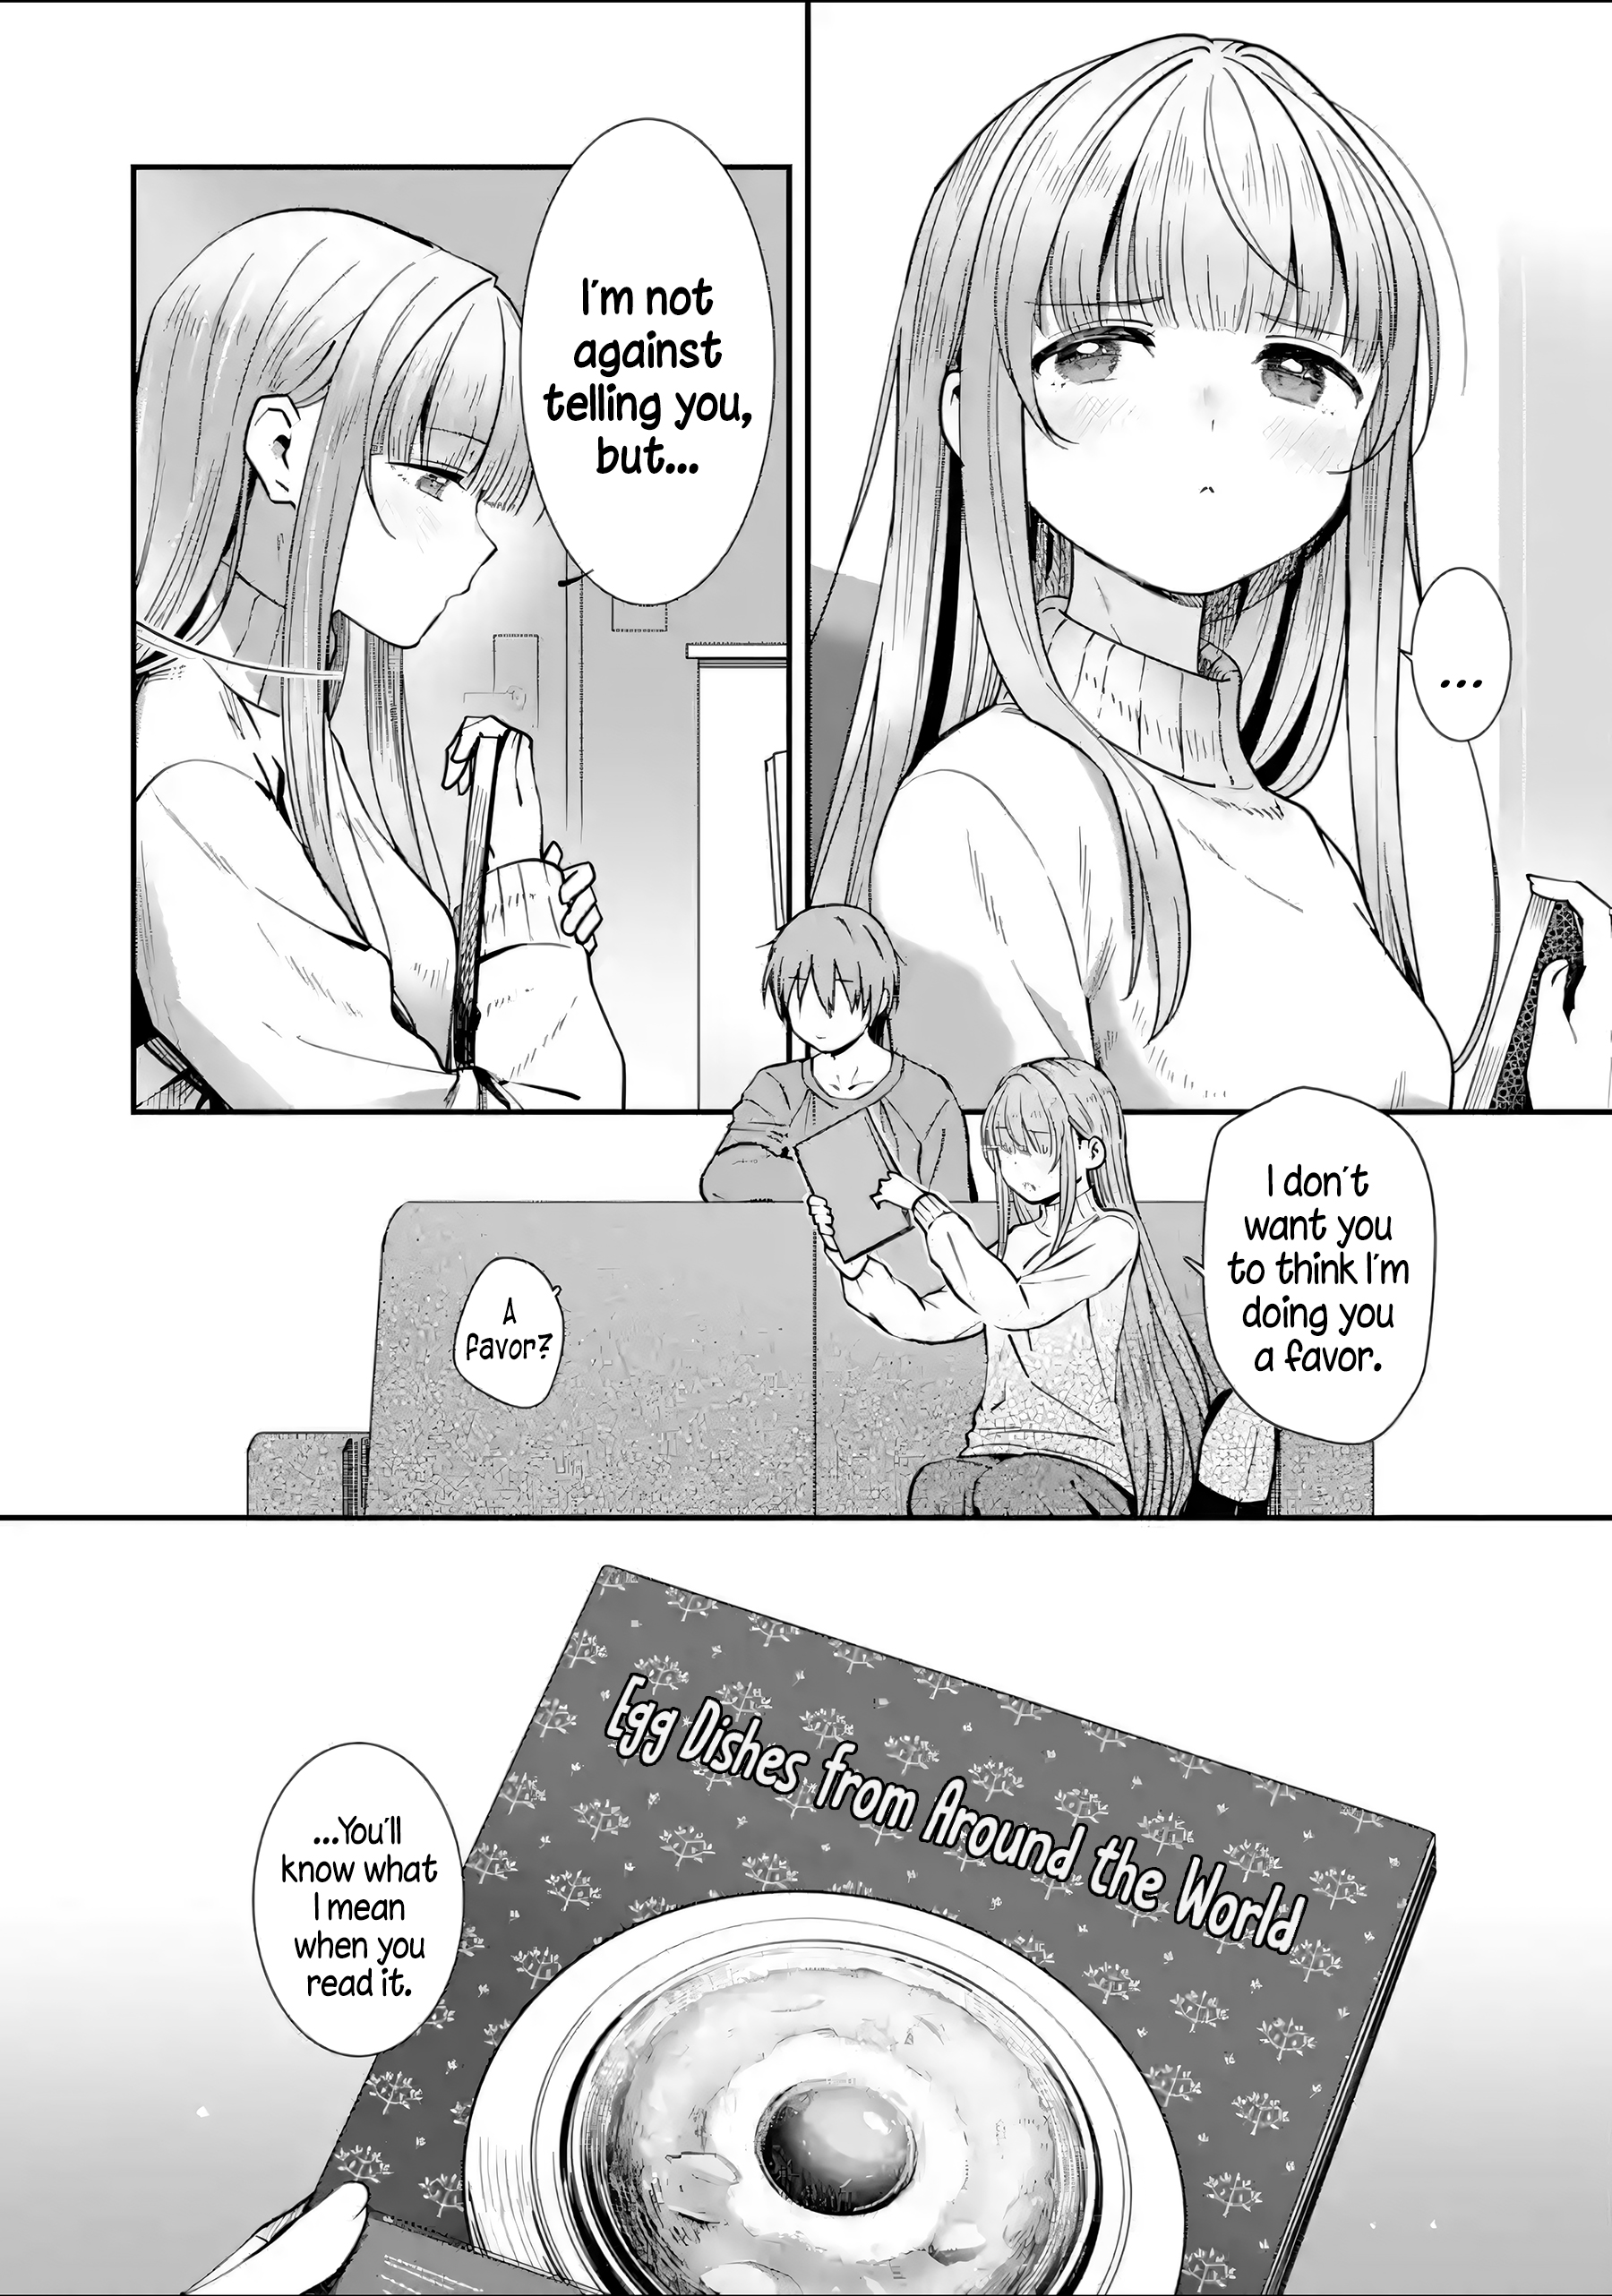 ...
I'm not
against
telling you,
but...
I don't
want you
to think I'm
doing you
a favor.
A
favor?
Egg Dishes from Around the World
...You'll
know what
I mean
when you
read it.